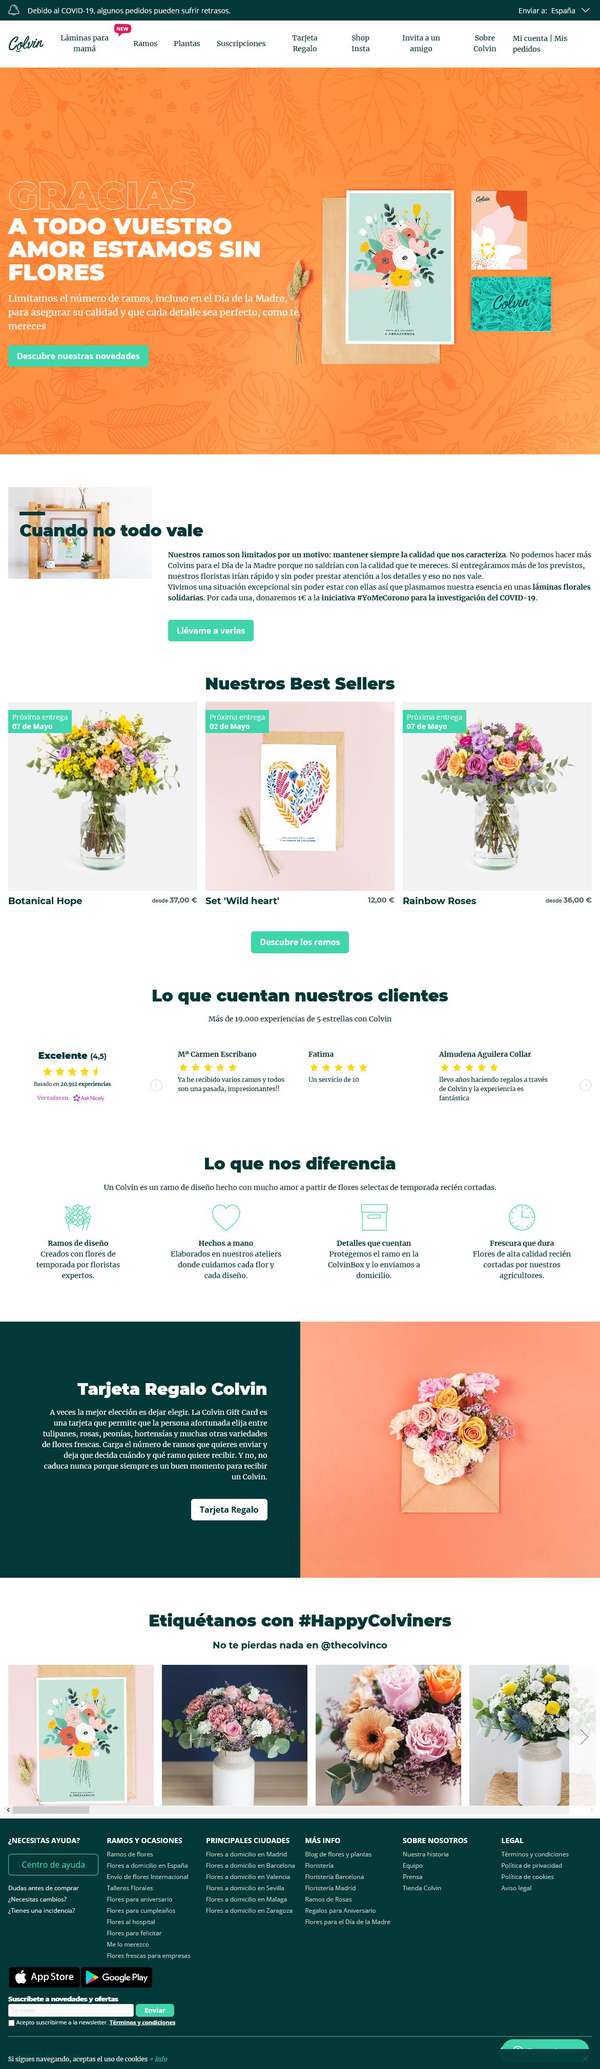 Debido al COVID-19, algunos pedidos pueden sufrir retrasos.
Enviar a: España
Colvin
Láminas para mamá
NEW
Ramos
Plantas
Suscripciones
Tarjeta Regalo
Shop Insta
Invita a un amigo
Sobre Colvin
Mi cuenta | Mis pedidos
GRACIAS
A TODO VUESTRO
AMOR ESTAMOS SIN
FLORES
Limitamos el número de ramos, incluso en el Día de la Madre,
para asegurar su calidad y que cada detalle sea perfecto, como te
mereces
Descubre nuestras novedades
Colvin
Colvin
Cuando no todo vale
Nuestros ramos son limitados por un motivo: mantener siempre la calidad que nos caracteriza. No podemos hacer más
Colvins para el Día de la Madre porque no saldrían con la calidad que te mereces. Si entregáramos más de los previstos,
nuestros floristas irían rápido y sin poder prestar atención a los detalles y eso no nos vale.
Vivimos una situación excepcional sin poder estar con ellas así que plasmamos nuestra esencia en unas láminas florales
solidarias. Por cada una, donaremos 1€ a la iniciativa #YoMeCorono para la investigación del COVID-19.
Llévame a verlas
Nuestros Best Sellers
Próxima entrega
07 de Mayo
Próxima entrega
02 de Mayo
Próxima entrega
07 de Mayo
Botanical Hope
desde 37,00 €
Set 'Wild heart'
12,00 €
Rainbow Roses
desde 36,00 €
Descubre los ramos
Lo que cuentan nuestros clientes
Más de 19.000 experiencias de 5 estrellas con Colvin
Excelente (4,5)
Basado en 20.912 experiencias
Ver todas en AskNicely
Mª Carmen Escribano
Ya he recibido varios ramos y todos
son una pasada, impresionantes!!
Fatima
Un servicio de 10
Almudena Aguilera Collar
llevo años haciendo regalos a través
de Colvin y la experiencia es
fantástica
Lo que nos diferencia
Un Colvin es un ramo de diseño hecho con mucho amor a partir de flores selectas de temporada recién cortadas.
Ramos de diseño
Creados con flores de
temporada por floristas
expertos.
Hechos a mano
Elaborados en nuestros ateliers
donde cuidamos cada flor y
cada diseño.
Detalles que cuentan
Protegemos el ramo en la
ColvinBox y lo enviamos a
domicilio.
Frescura que dura
Flores de alta calidad recién
cortadas por nuestros
agricultores.
Tarjeta Regalo Colvin
A veces la mejor elección es dejar elegir. La Colvin Gift Card es
una tarjeta que permite que la persona afortunada elija entre
tulipanes, rosas, peonías, hortensias y muchas otras variedades
de flores frescas. Carga el número de ramos que quieres enviar y
deja que decida cuándo y qué ramo quiere recibir. Y no, no
caduca nunca porque siempre es un buen momento para recibir
un Colvin.
Tarjeta Regalo
Etiquétanos con #HappyColviners
No te pierdas nada en @thecolvinco
¿NECESITAS AYUDA?
Centro de ayuda
Dudas antes de comprar
¿Necesitas cambios?
¿Tienes una incidencia?
RAMOS Y OCASIONES
Ramos de flores
Flores a domicilio en España
Envío de flores Internacional
Talleres Florales
Flores para aniversario
Flores para cumpleaños
Flores al hospital
Flores para felicitar
Me lo merezco
Flores frescas para empresas
PRINCIPALES CIUDADES
Flores a domicilio en Madrid
Flores a domicilio en Barcelona
Flores a domicilio en Valencia
Flores a domicilio en Sevilla
Flores a domicilio en Malaga
Flores a domicilio en Zaragoza
MÁS INFO
Blog de flores y plantas
Floristería
Floristería Barcelona
Floristería Madrid
Ramos de Rosas
Regalos para Aniversario
Flores para el Día de la Madre
SOBRE NOSOTROS
Nuestra historia
Equipo
Prensa
Tienda Colvin
LEGAL
Términos y condiciones
Política de privacidad
Política de cookies
Aviso legal
App Store
Google Play
Suscríbete a novedades y ofertas
Enviar
Acepto suscribirme a la newsletter. Términos y condiciones
Si sigues navegando, aceptas el uso de cookies + info